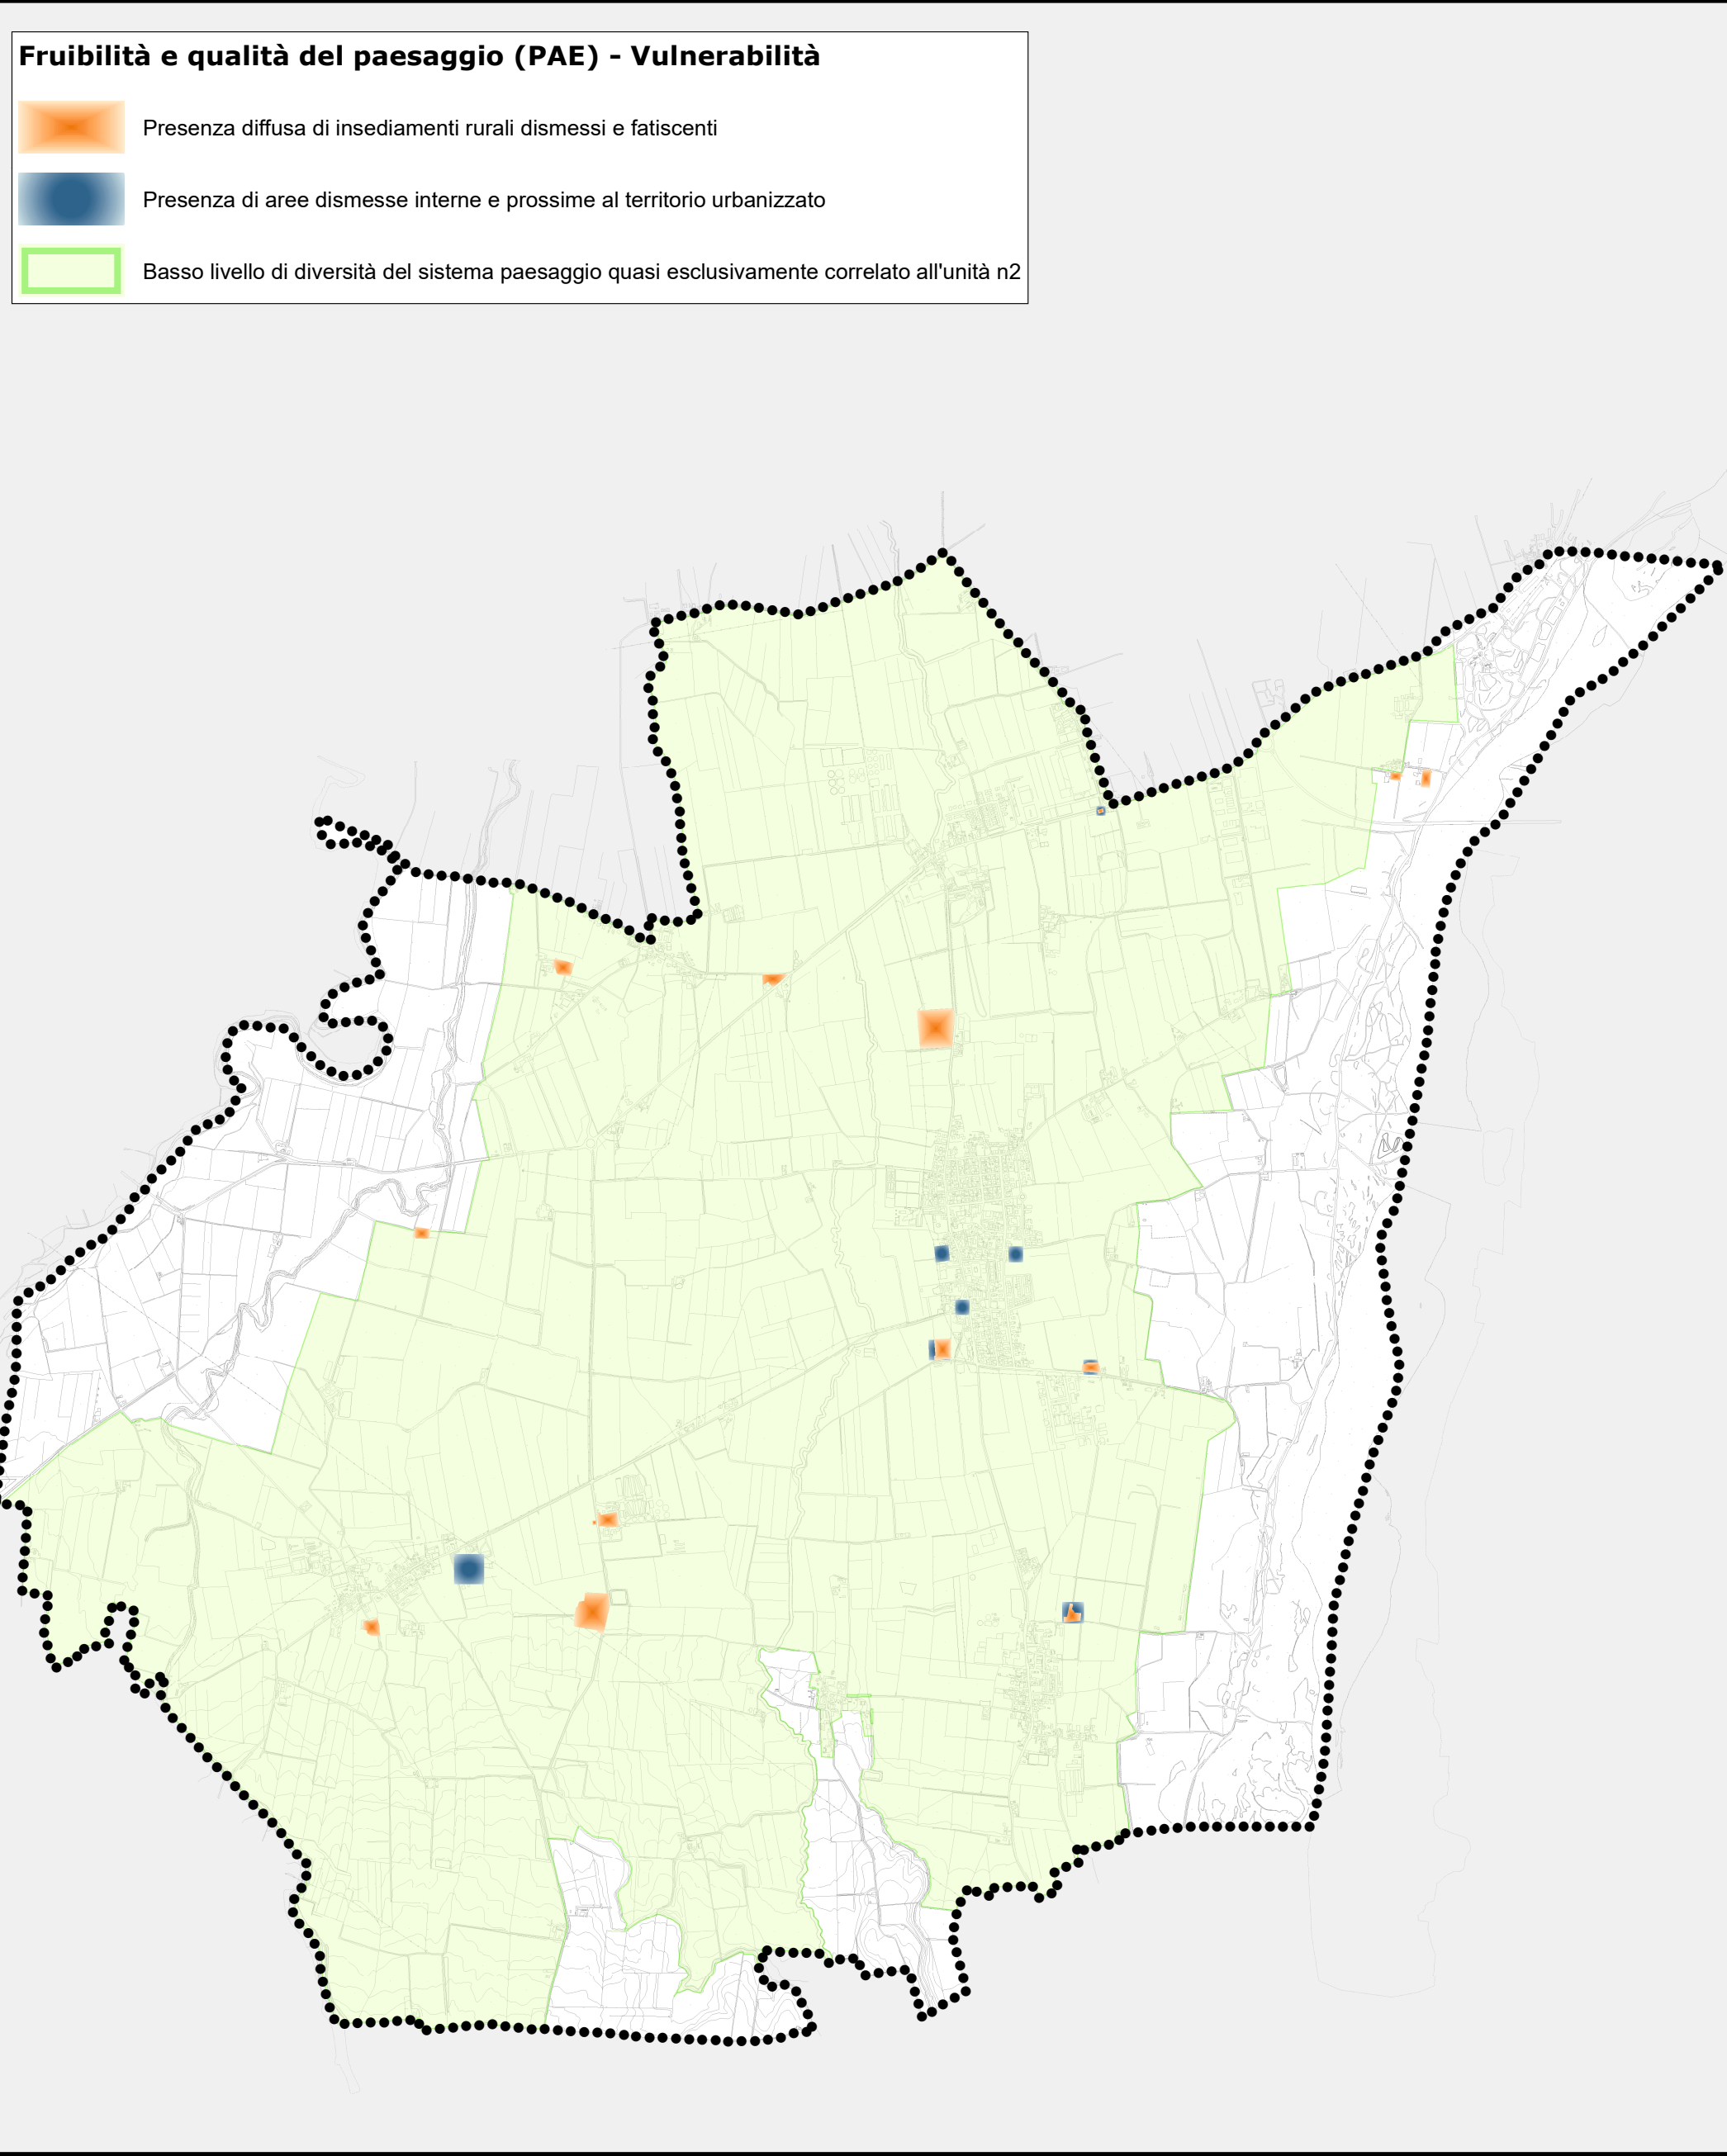 Fruibilità e qualità del paesaggio (PAE) - Vulnerabilità
Presenza diffusa di insediamenti rurali dismessi e fatiscenti
Presenza di aree dismesse interne e prossime al territorio urbanizzato
Basso livello di diversità del sistema paesaggio quasi esclusivamente correlato all'unità n2